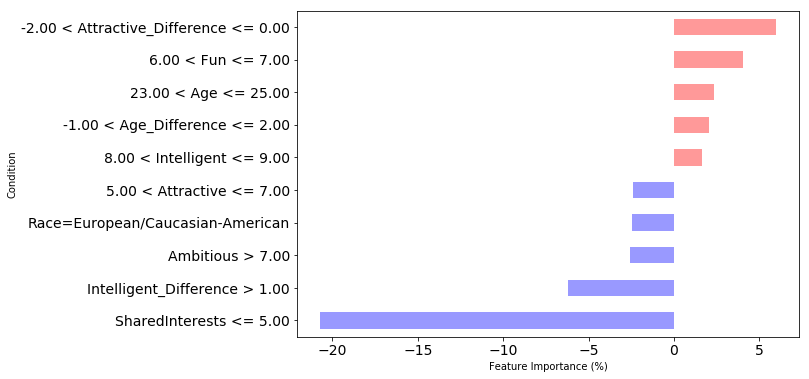 -2.00 < Attractive_Difference <= 0.00
6.00 < Fun <= 7.00
23.00 < Age <= 25.00
-1.00 < Age_Difference <= 2.00
8.00 < Intelligent <= 9.00
5.00 < Attractive <= 7.00
Race=European/Caucasian-American
Ambitious > 7.00
Intelligent_Difference > 1.00
SharedInterests <= 5.00
Condition
−20 −15 −10 −5 0 5
Feature Importance (%)